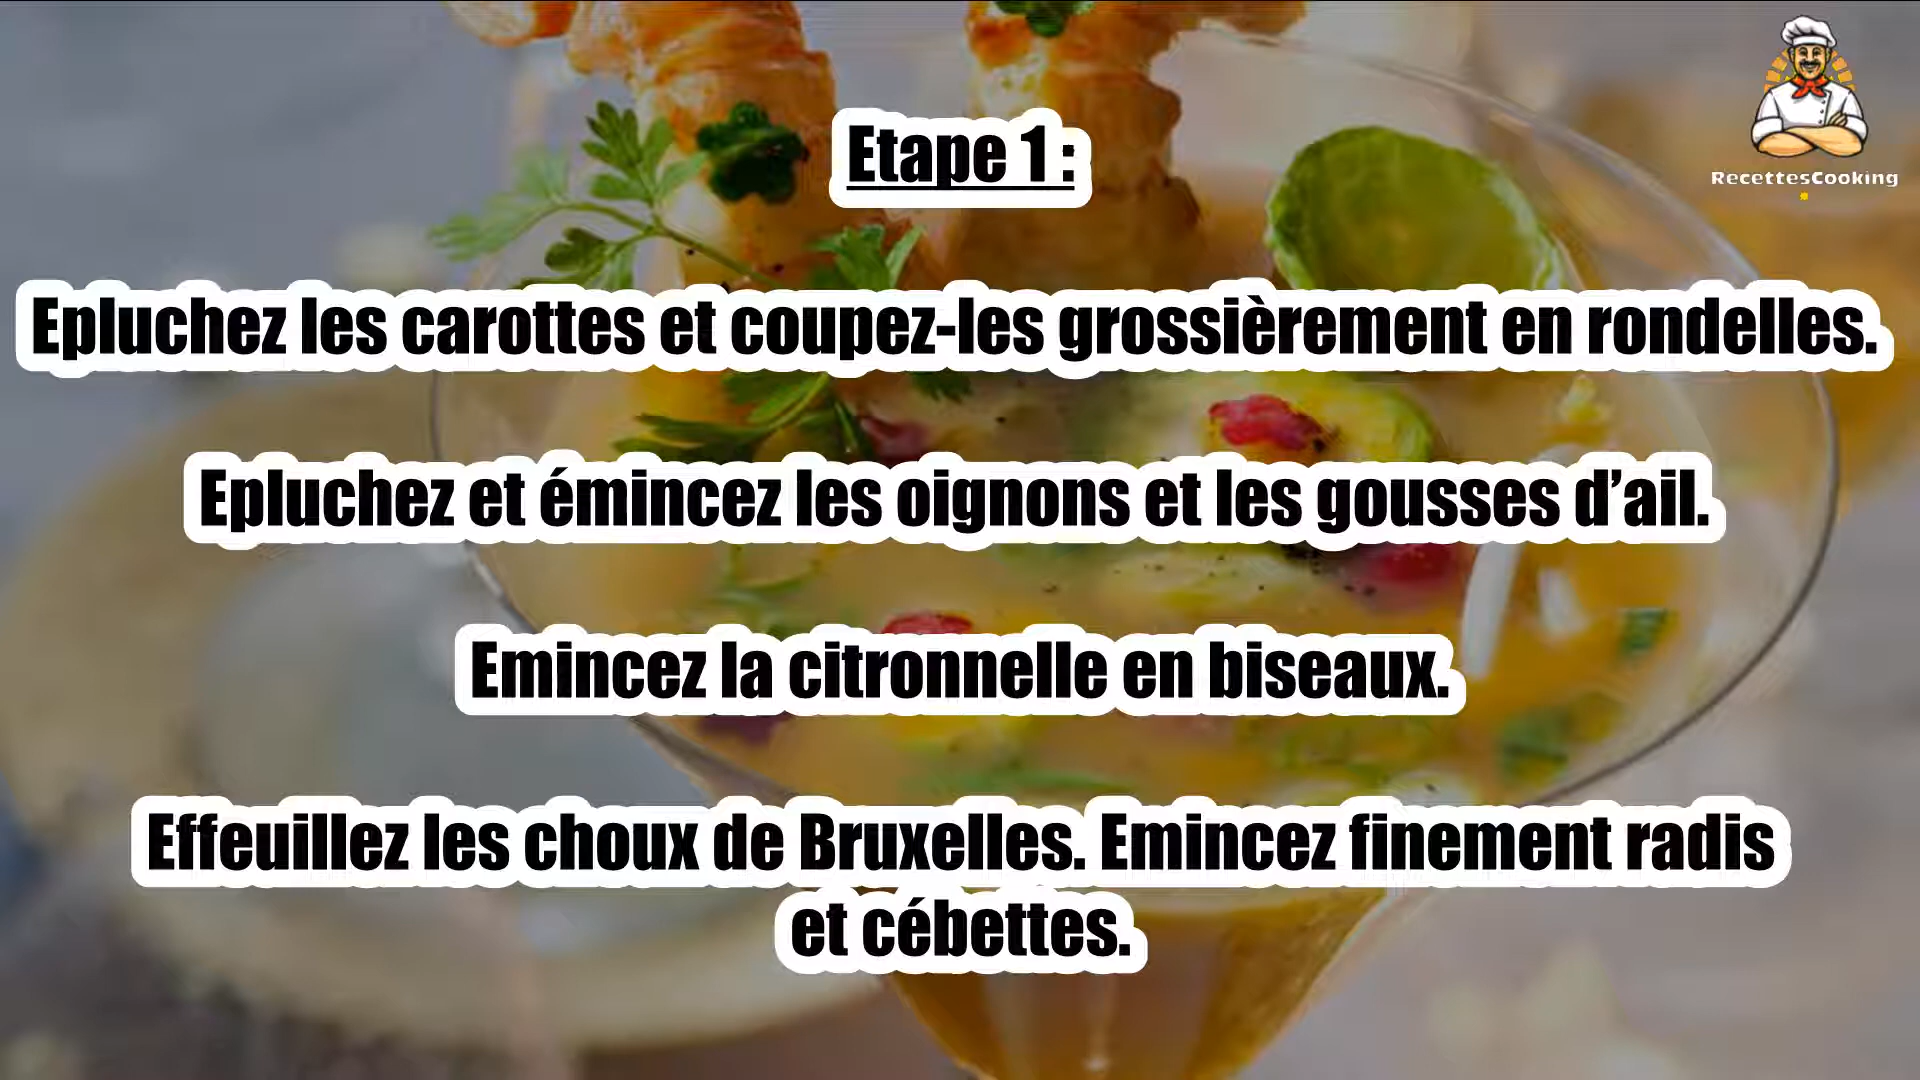 RecettesCooking
Etape 1 :
Epluchez les carottes et coupez-les grossièrement en rondelles.
Epluchez et émincez les oignons et les gousses d’ail.
Emincez la citronnelle en biseaux.
Effeuillez les choux de Bruxelles. Emincez finement radis
et cébettes.